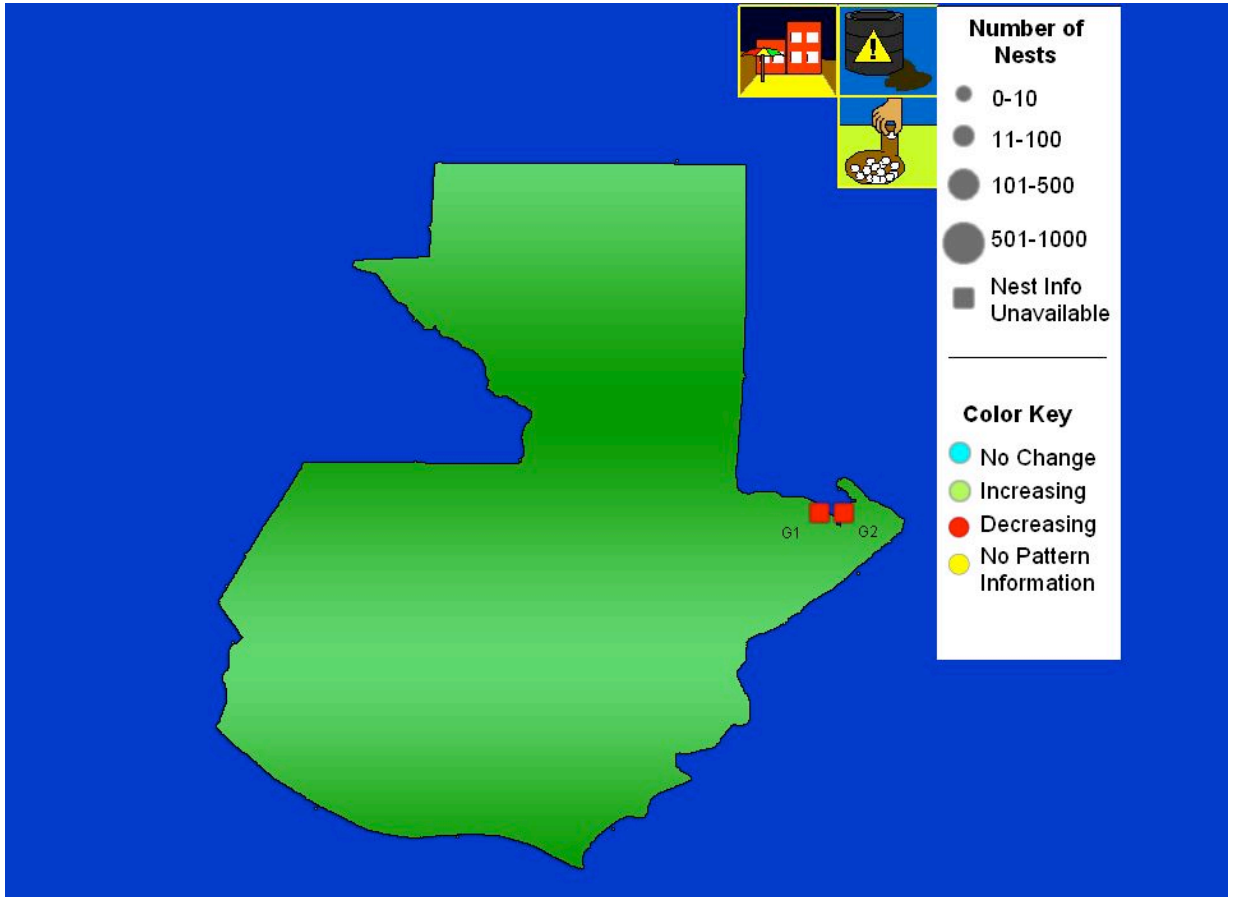 Number of
Nests
0-10
11-100
101-500
501-1000
Nest Info
Unavailable
Color Key
No Change
Increasing
Decreasing
No Pattern
Information
G1
G2
!